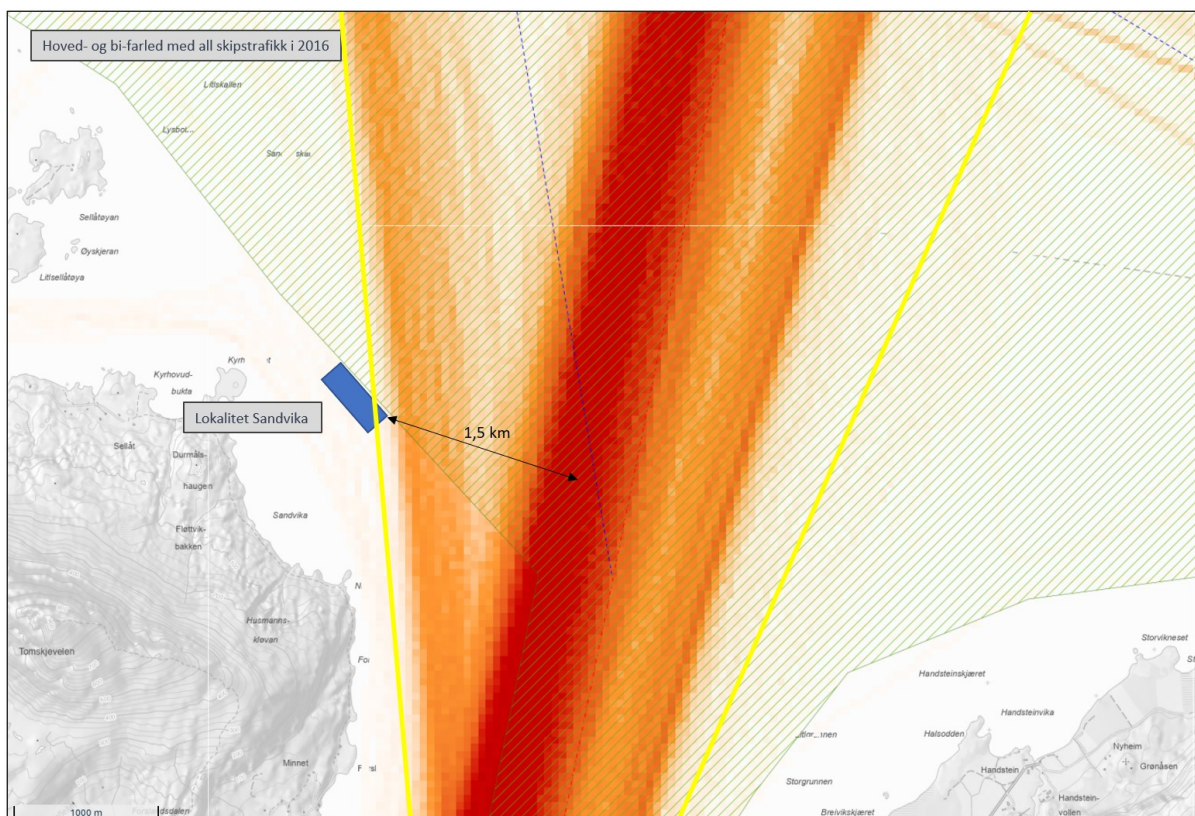 Hoved- og bi-farled med all skipstrafikk i 2016
Litlskallen
Sellåtøyan
Øyskjeran
Litlsellåtøya
Kyrhovud-
bukta
Lokalitet Sandvika
1,5 km
Sellåt
Durmåls-
haugen
Sandvika
Fløttvik-
bakken
Husmanns-
kløvan
Tomskjevelen
Minnet
1000 m
Storvikneset
Handsteinskjæret
Handsteinvika
Halsodden
Nyheim
Grønåsen
Handstein
Storgrunnen
Handstein-
vollen
Breivikskjæret